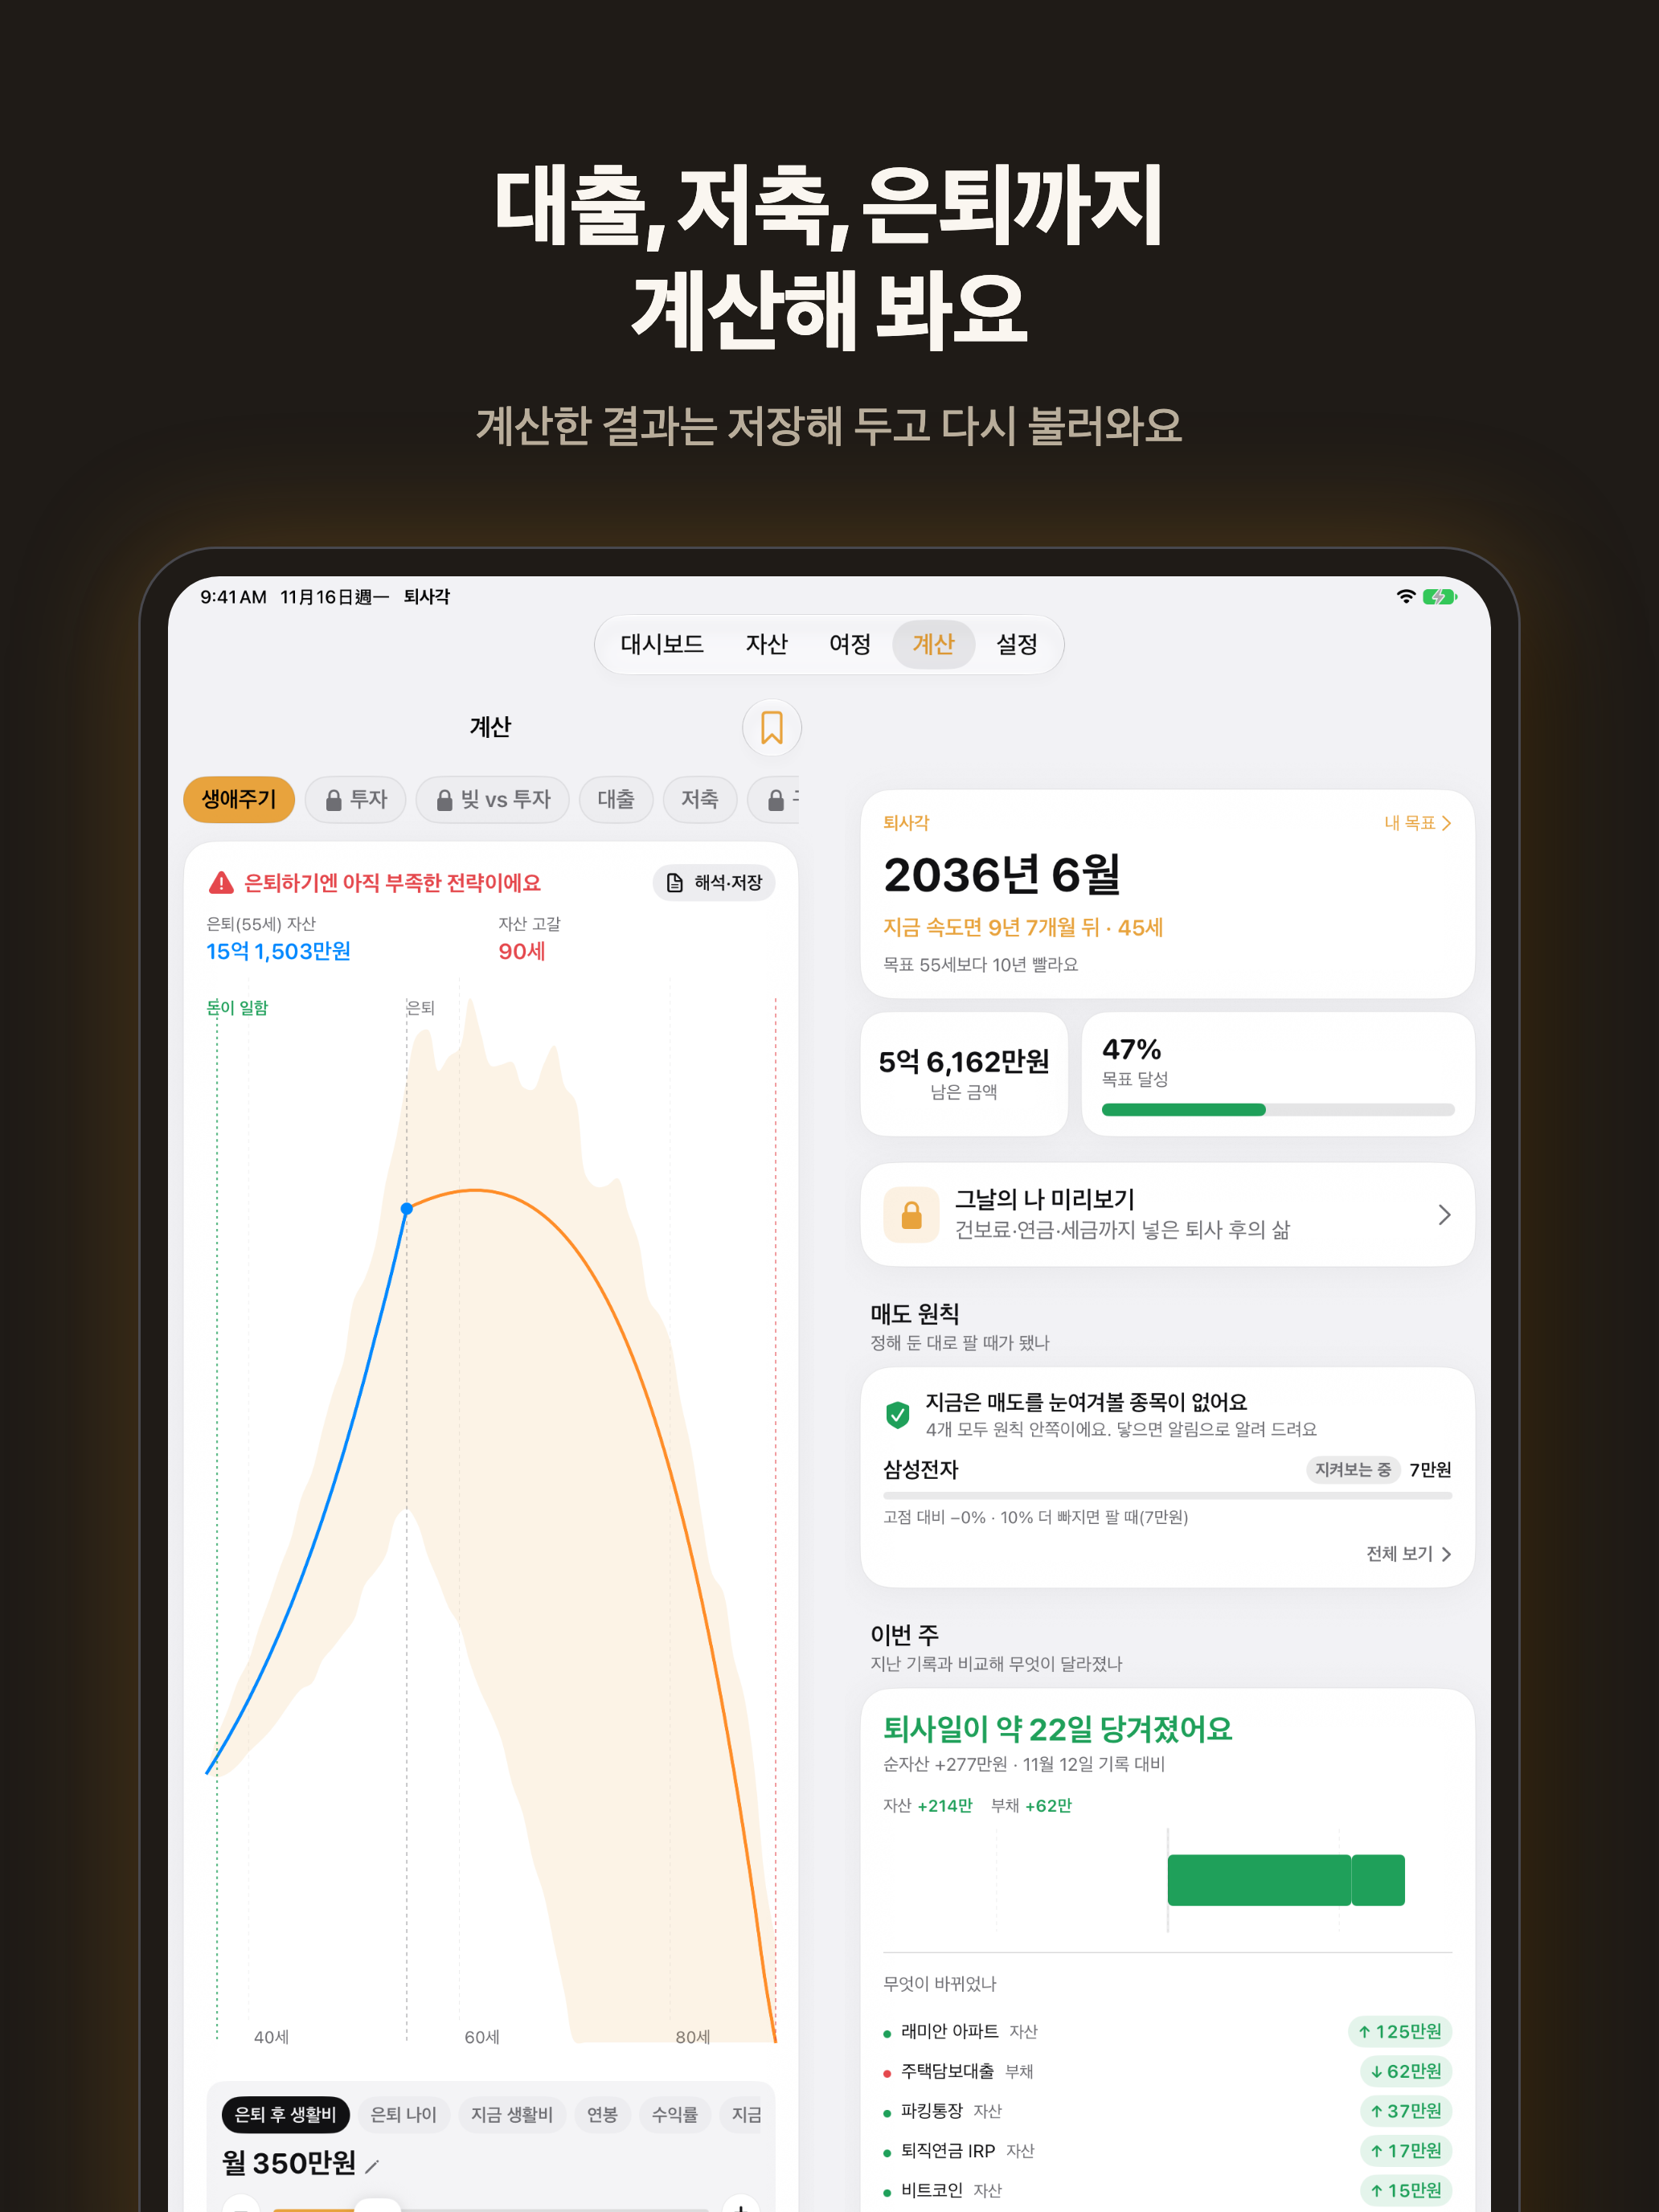 대출, 저축, 은퇴까지
계산해 봐요
계산한 결과는 저장해 두고 다시 불러와요
9:41 AM 11月16日週一 퇴사각
대시보드 자산 여정 계산 설정
계산
생애주기 투자 빚 vs 투자 대출 저축
은퇴하기엔 아직 부족한 전략이에요 해석·저장
은퇴(55세) 자산 자산 고갈
15억 1,503만원 90세
돈이 일함 은퇴
40세 60세 80세
은퇴 후 생활비 은퇴 나이 지금 생활비 연봉 수익률 지금
월 350만원
퇴사각 내 목표
2036년 6월
지금 속도면 9년 7개월 뒤 · 45세
목표 55세보다 10년 빨라요
5억 6,162만원
남은 금액
47%
목표 달성
그날의 나 미리보기
건보료·연금·세금까지 넣은 퇴사 후의 삶
매도 원칙
정해 둔 대로 팔 때가 됐나
지금은 매도를 눈여겨볼 종목이 없어요
4개 모두 원칙 안쪽이에요. 닿으면 알림으로 알려 드려요
삼성전자 지켜보는 중 7만원
고점 대비 −0% · 10% 더 빠지면 팔 때(7만원)
전체 보기
이번 주
지난 기록과 비교해 무엇이 달라졌나
퇴사일이 약 22일 당겨졌어요
순자산 +277만원 · 11월 12일 기록 대비
자산 +214만 부채 +62만
무엇이 바뀌었나
래미안 아파트 자산 ↑ 125만원
주택담보대출 부채 ↓ 62만원
파킹통장 자산 ↑ 37만원
퇴직연금 IRP 자산 ↑ 17만원
비트코인 자산 ↑ 15만원